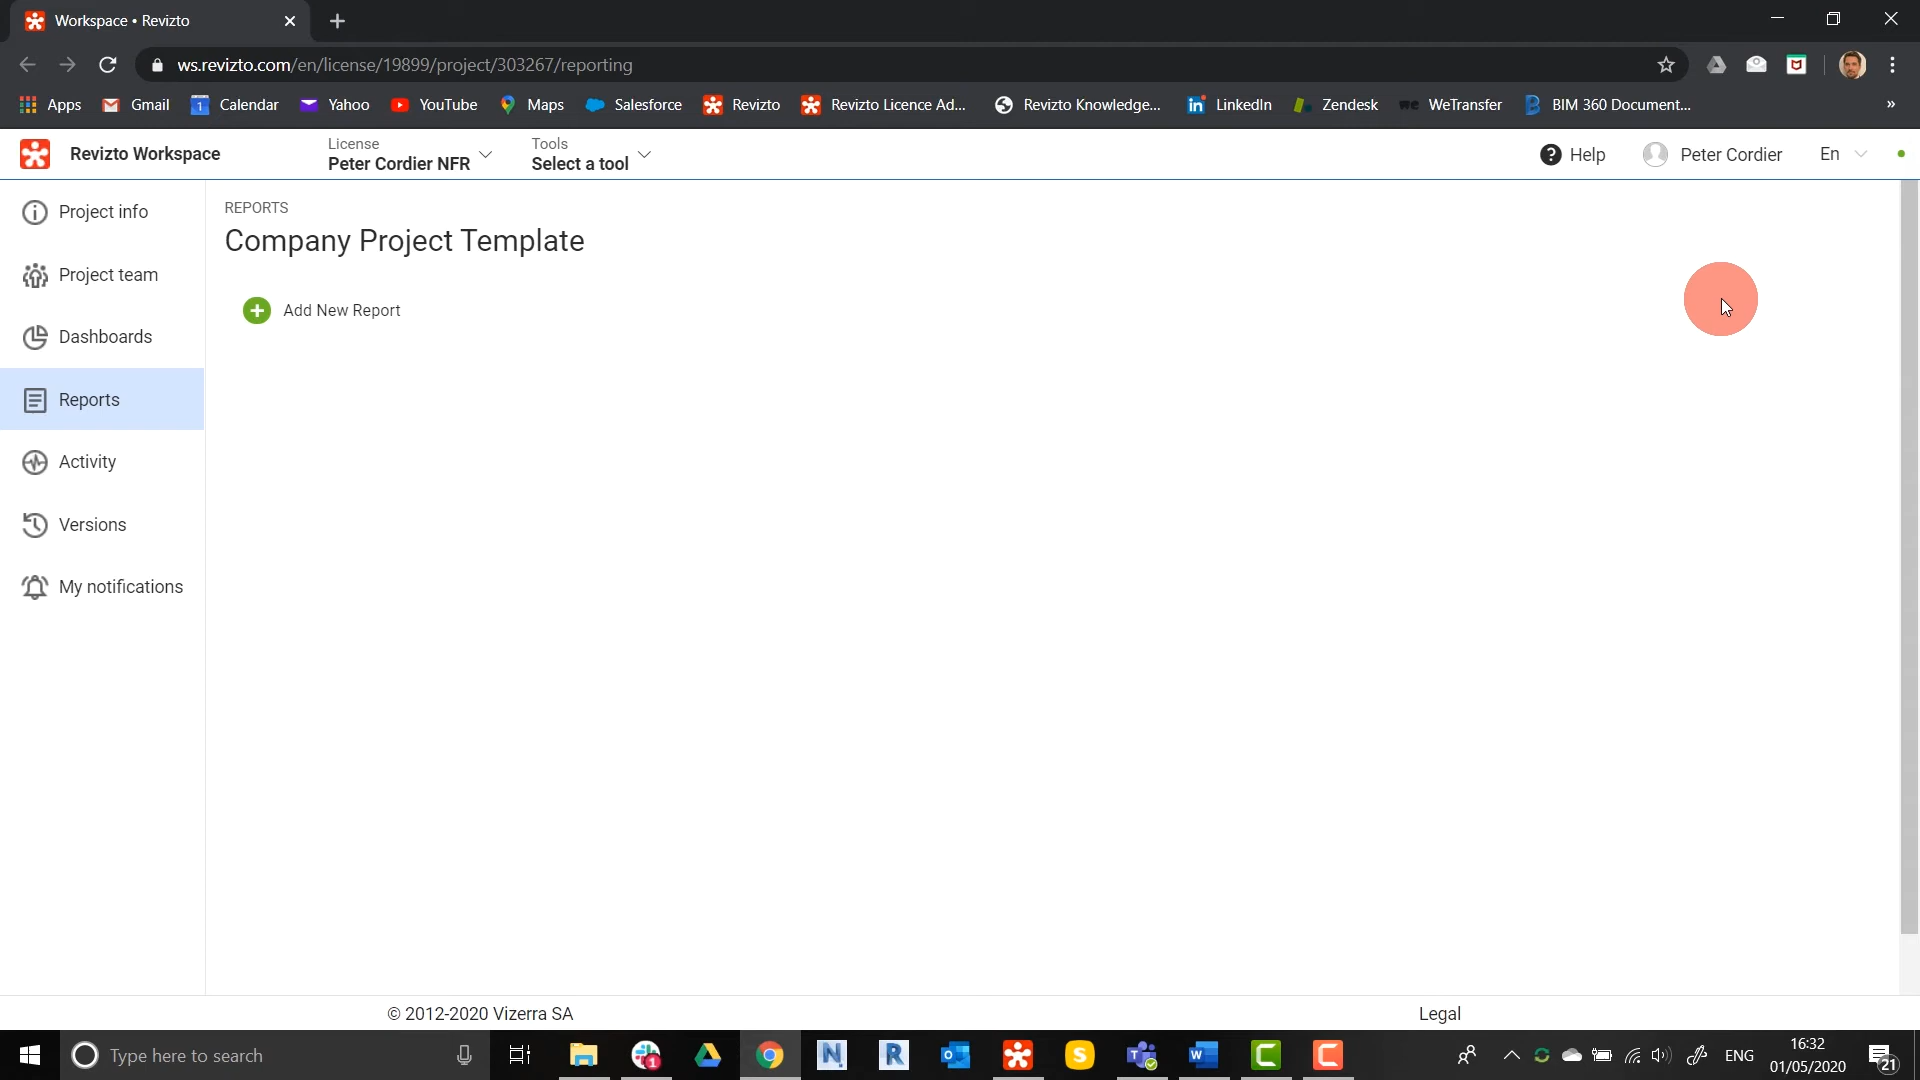 Workspace • Revizto
ws.revizto.com/en/license/19899/project/303267/reporting
Apps Gmail Calendar Yahoo YouTube Maps Salesforce Revizto Revizto Licence Ad... Revizto Knowledge... LinkedIn Zendesk WeTransfer BIM 360 Document... »
Revizto Workspace
License
Peter Cordier NFR
Tools
Select a tool
Help
Peter Cordier
En
Project info
Project team
Dashboards
Reports
Activity
Versions
My notifications
REPORTS
Company Project Template
Add New Report
© 2012-2020 Vizerra SA
Legal
Type here to search
ENG
16:32
01/05/2020
21